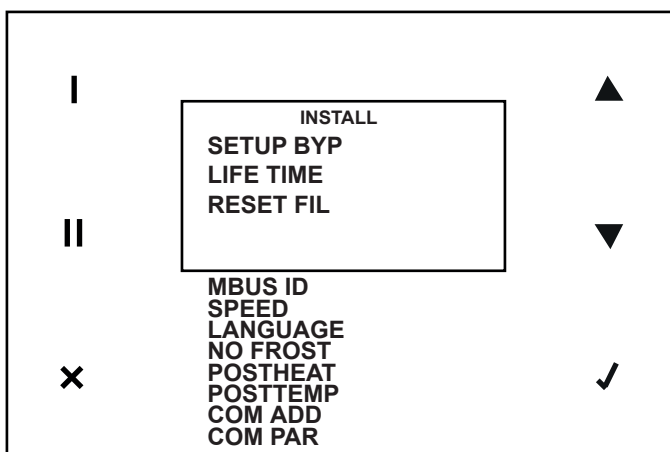 I
INSTALL
SETUP BYP
LIFE TIME
RESET FIL
II
MBUS ID
SPEED
LANGUAGE
NO FROST
POSTHEAT
POSTTEMP
COM ADD
COM PAR